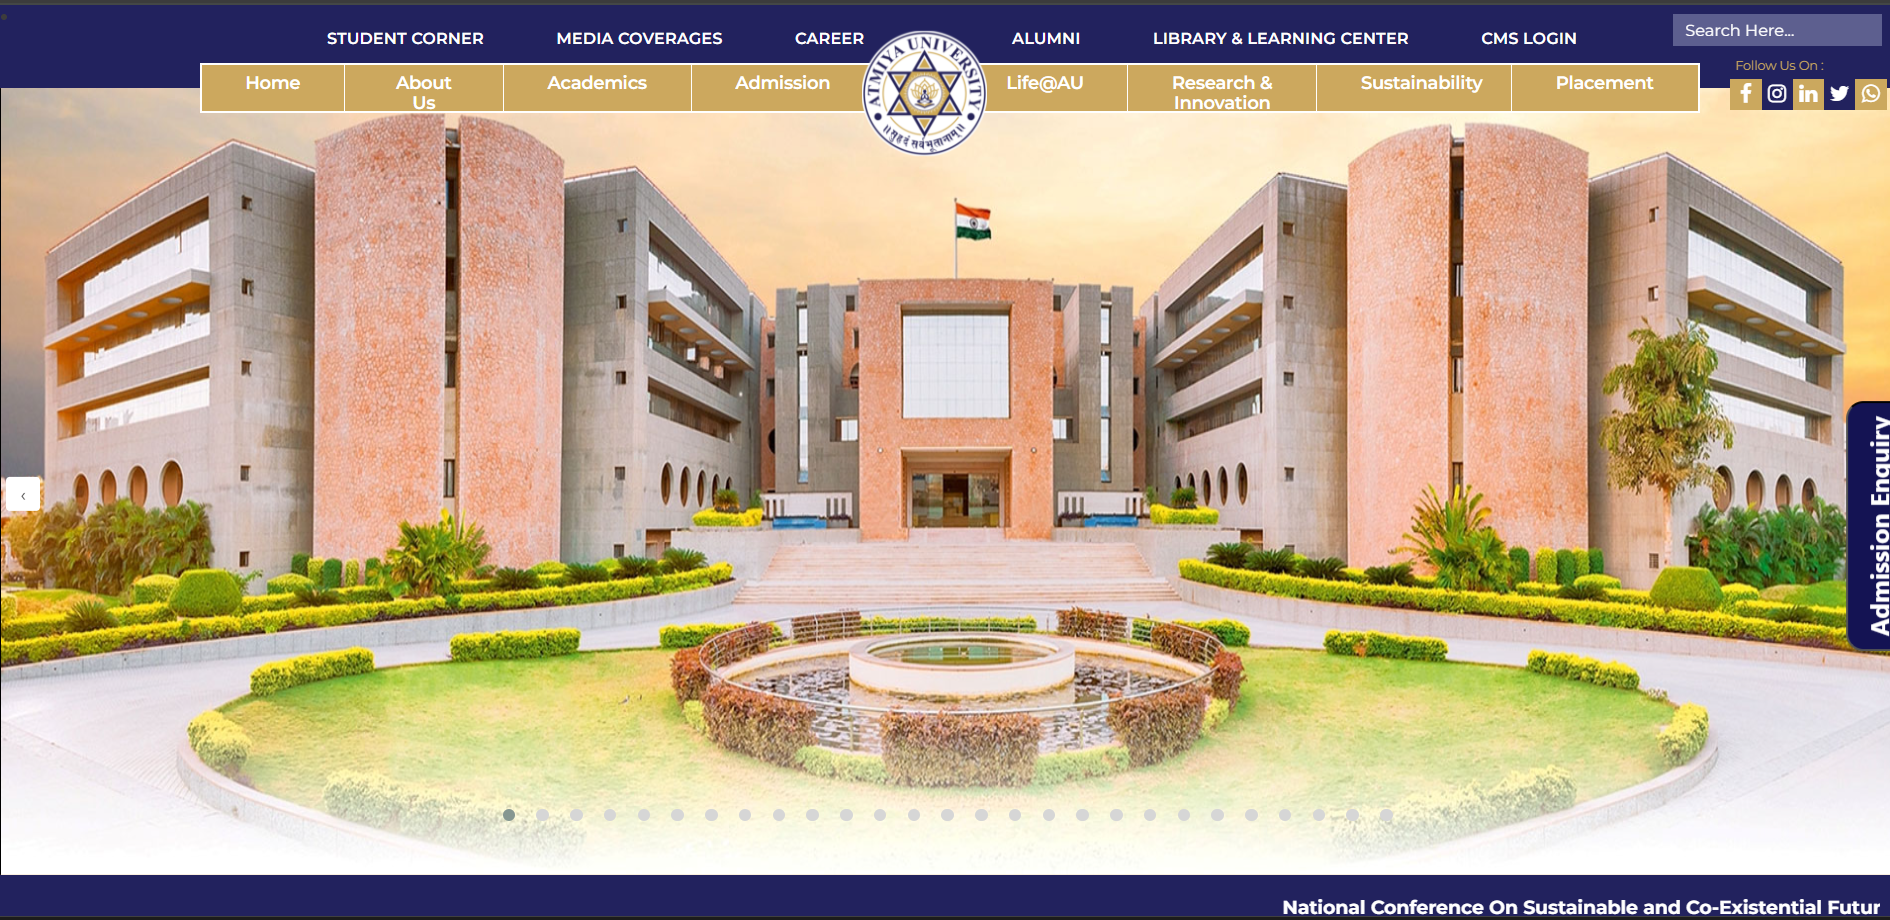 STUDENT CORNER
MEDIA COVERAGES
CAREER
ALUMNI
LIBRARY & LEARNING CENTER
CMS LOGIN
Search Here...
Follow Us On :
Home
About
Us
Academics
Admission
ATMIYA UNIVERSITY
॥ सुहृदं सर्वभूतानाम् ॥
Life@AU
Research &
Innovation
Sustainability
Placement
Admission Enquiry
National Conference On Sustainable and Co-Existential Futur